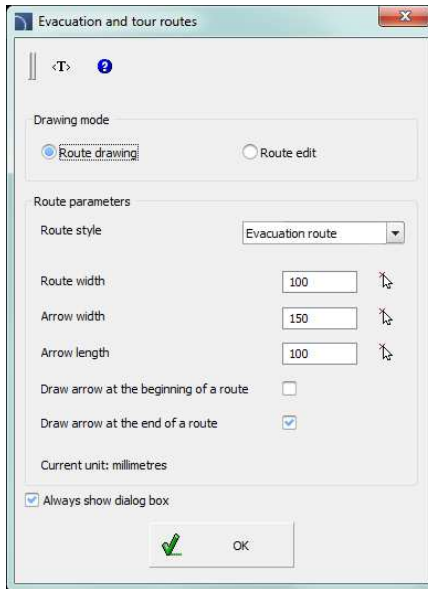 Evacuation and tour routes
<T>
Drawing mode
Route drawing Route edit
Route parameters
Route style Evacuation route
Route width 100
Arrow width 150
Arrow length 100
Draw arrow at the beginning of a route
Draw arrow at the end of a route
Current unit: millimetres
Always show dialog box
OK